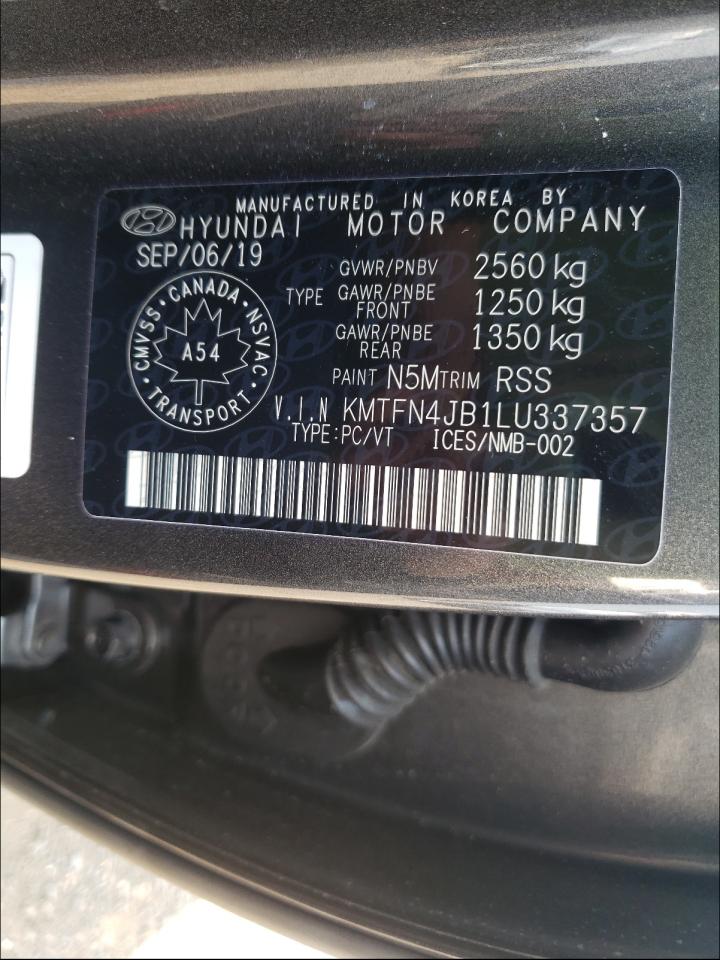 MANUFACTURED IN KOREA BY
HYUNDAI MOTOR COMPANY
SEP/06/19
GVWR/PNBV 2560 kg
TYPE GAWR/PNBE FRONT 1250 kg
GAWR/PNBE REAR 1350 kg
CMVSS · CANADA · NSVAC · TRANSPORT ·
A54
PAINT N5M TRIM RSS
V.I.N KMTFN4JB1LU337357
TYPE:PC/VT ICES/NMB-002